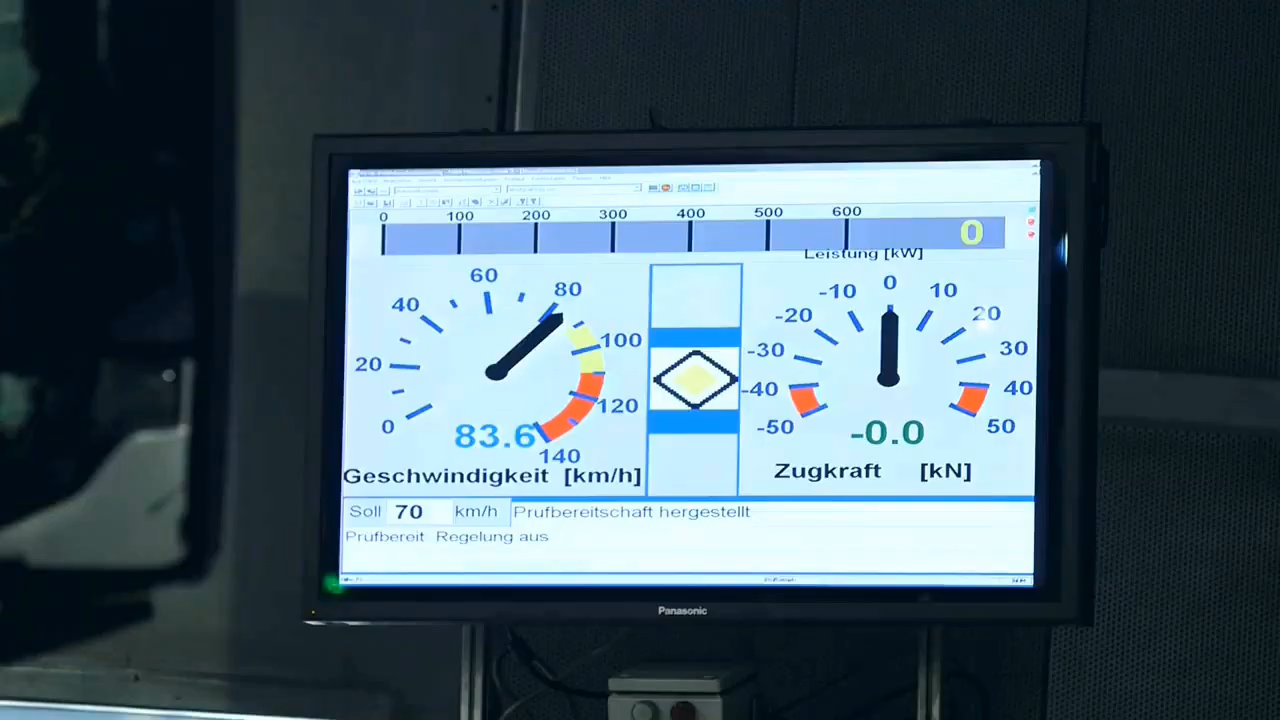 0 100 200 300 400 500 600
0
Leistung [kW]
0 20 40 60 80 100 120 140
83.6
Geschwindigkeit [km/h]
-50 -40 -30 -20 -10 0 10 20 30 40 50
-0.0
Zugkraft [kN]
Soll 70 km/h Prufbereitschaft hergestellt
Prufbereit Regelung aus
Panasonic